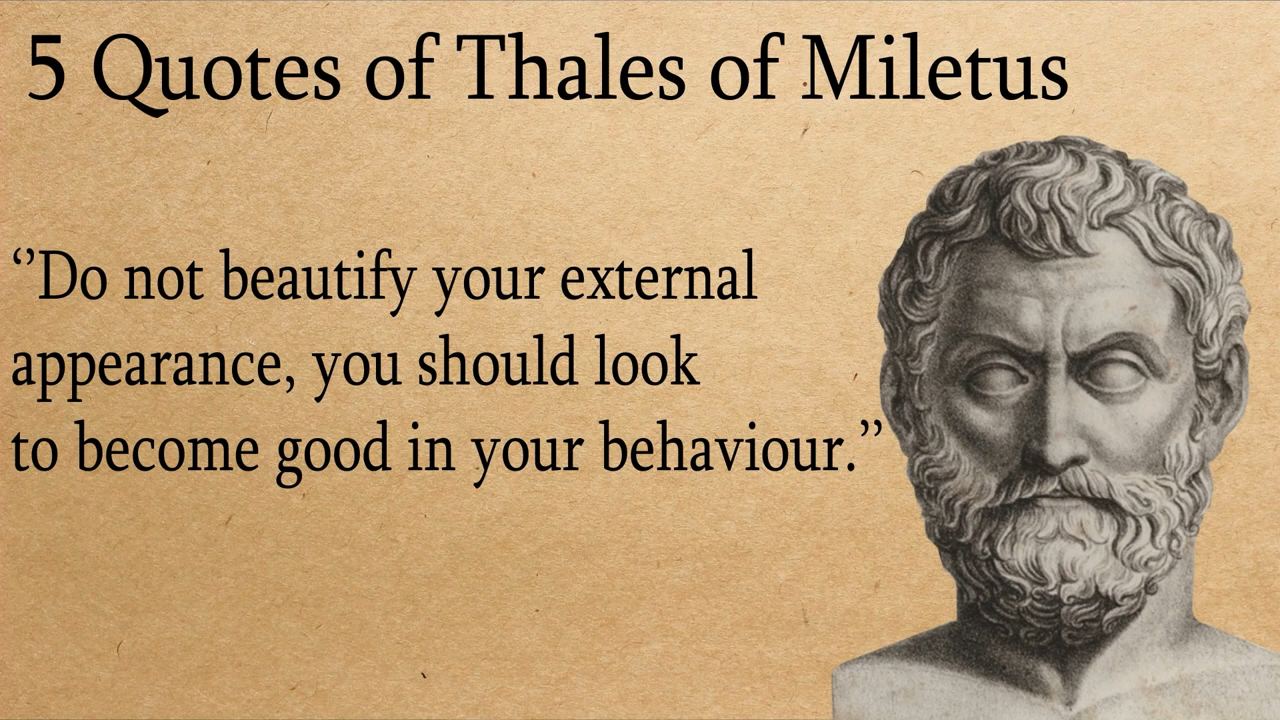 5 Quotes of Thales of Miletus
‘’Do not beautify your external
appearance, you should look
to become good in your behaviour.’’